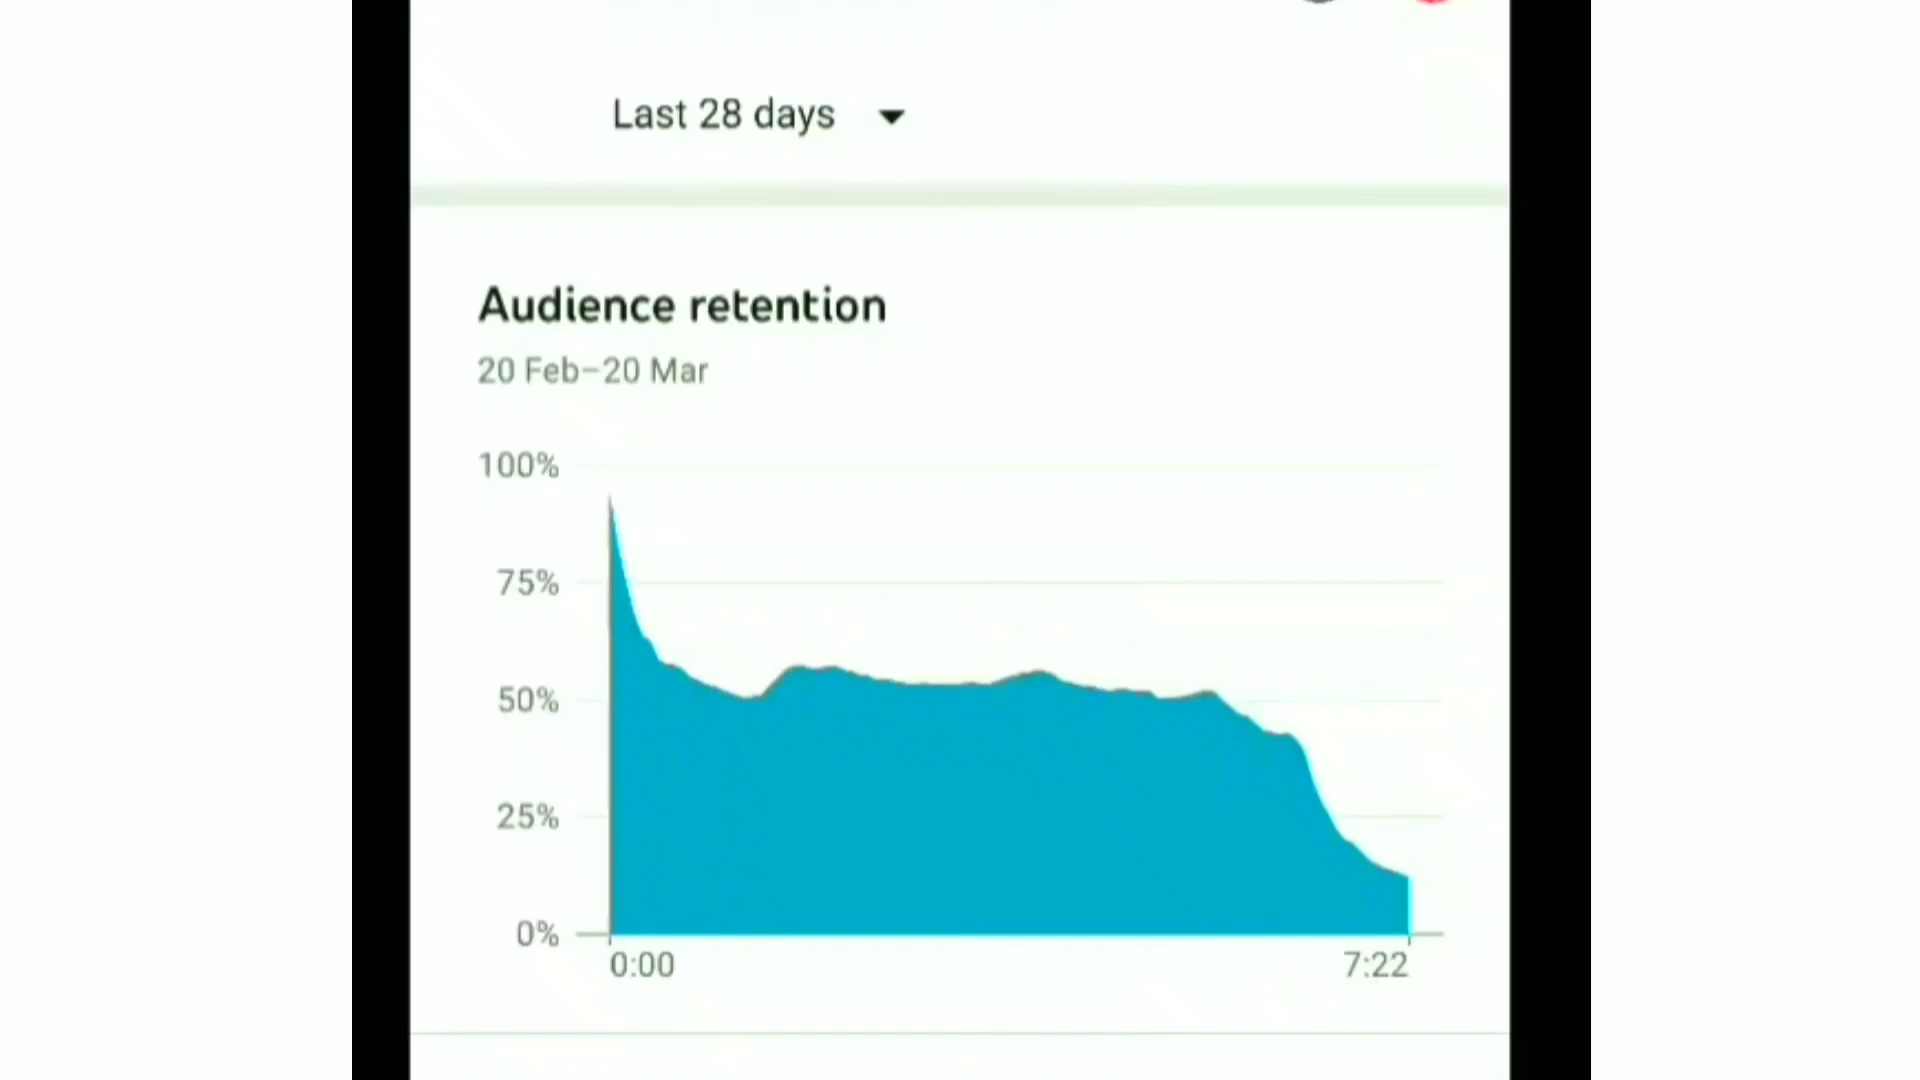 Last 28 days
Audience retention
20 Feb–20 Mar
100%
75%
50%
25%
0%
0:00
7:22